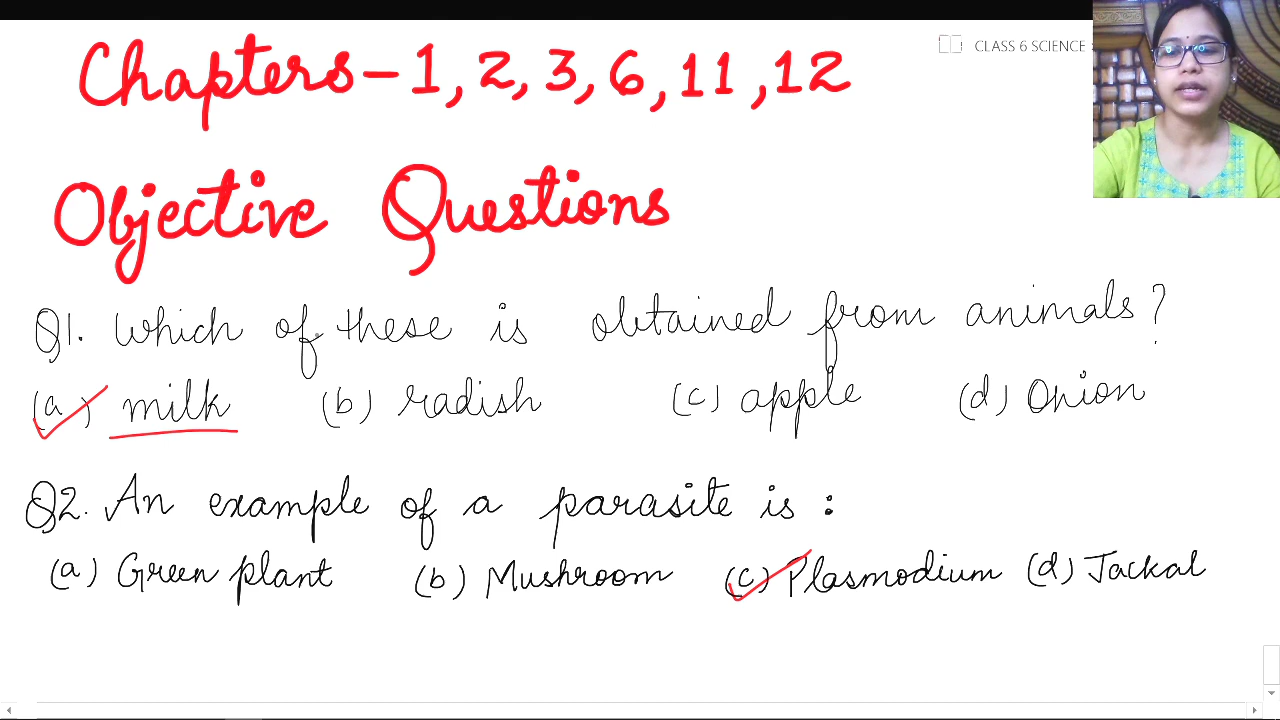 CLASS 6 SCIENCE
Chapters - 1, 2, 3, 6, 11, 12
Objective Questions
Q1. Which of these is obtained from animals?
(a) milk (b) radish (c) apple (d) Onion
Q2. An example of a parasite is :
(a) Green plant (b) Mushroom (c) Plasmodium (d) Jackal